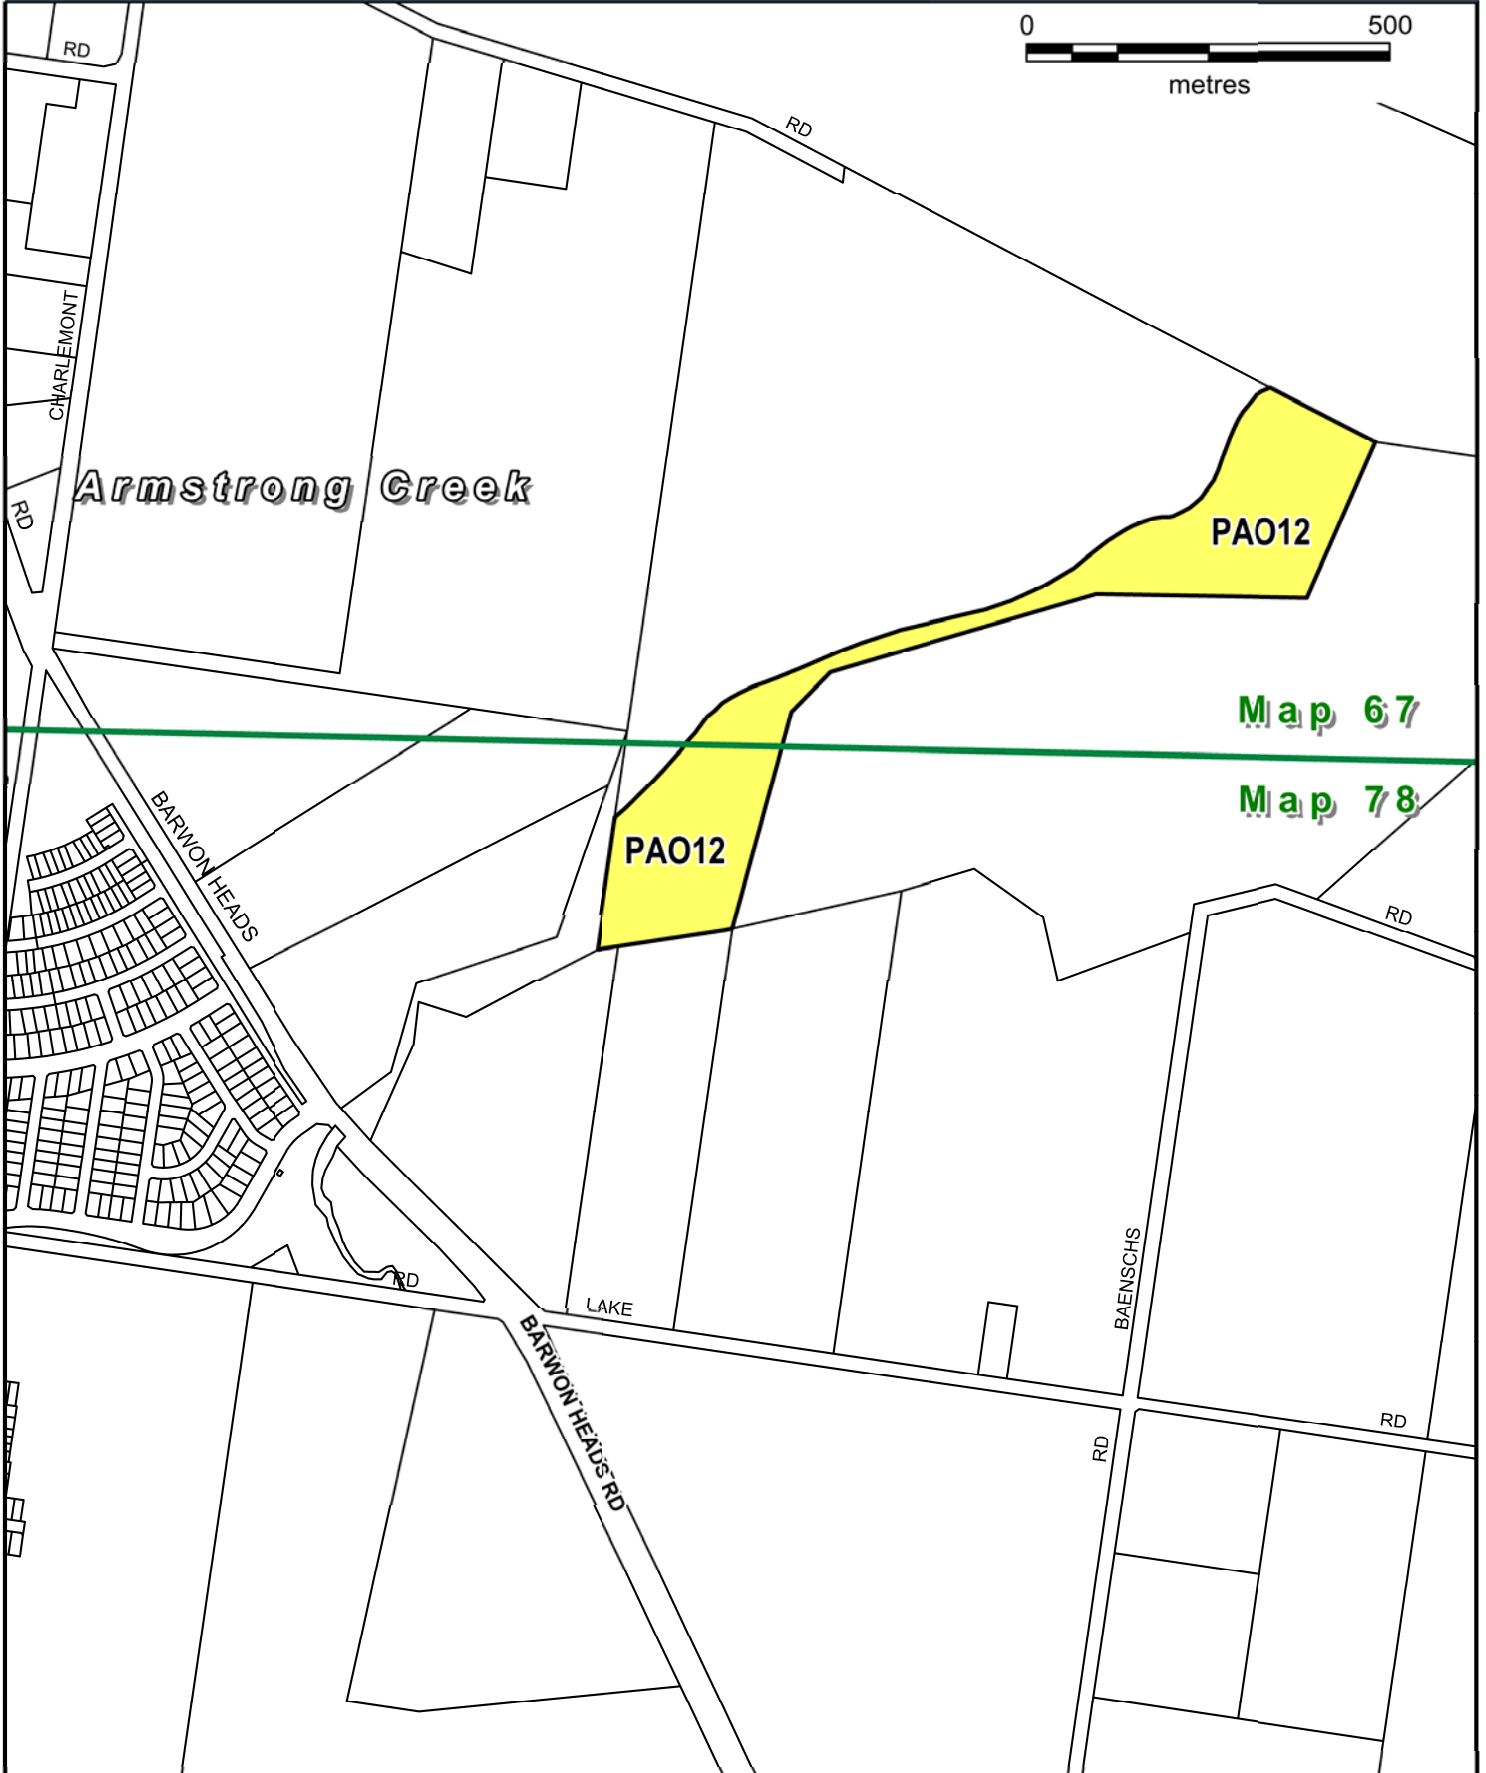 0 500
metres
RD
RD
CHARLEMONT
RD
Armstrong Creek
PAO12
Map 67
Map 78
BARWON HEADS
PAO12
RD
RD
LAKE
BAENSCHS
BARWON HEADS RD
RD
RD